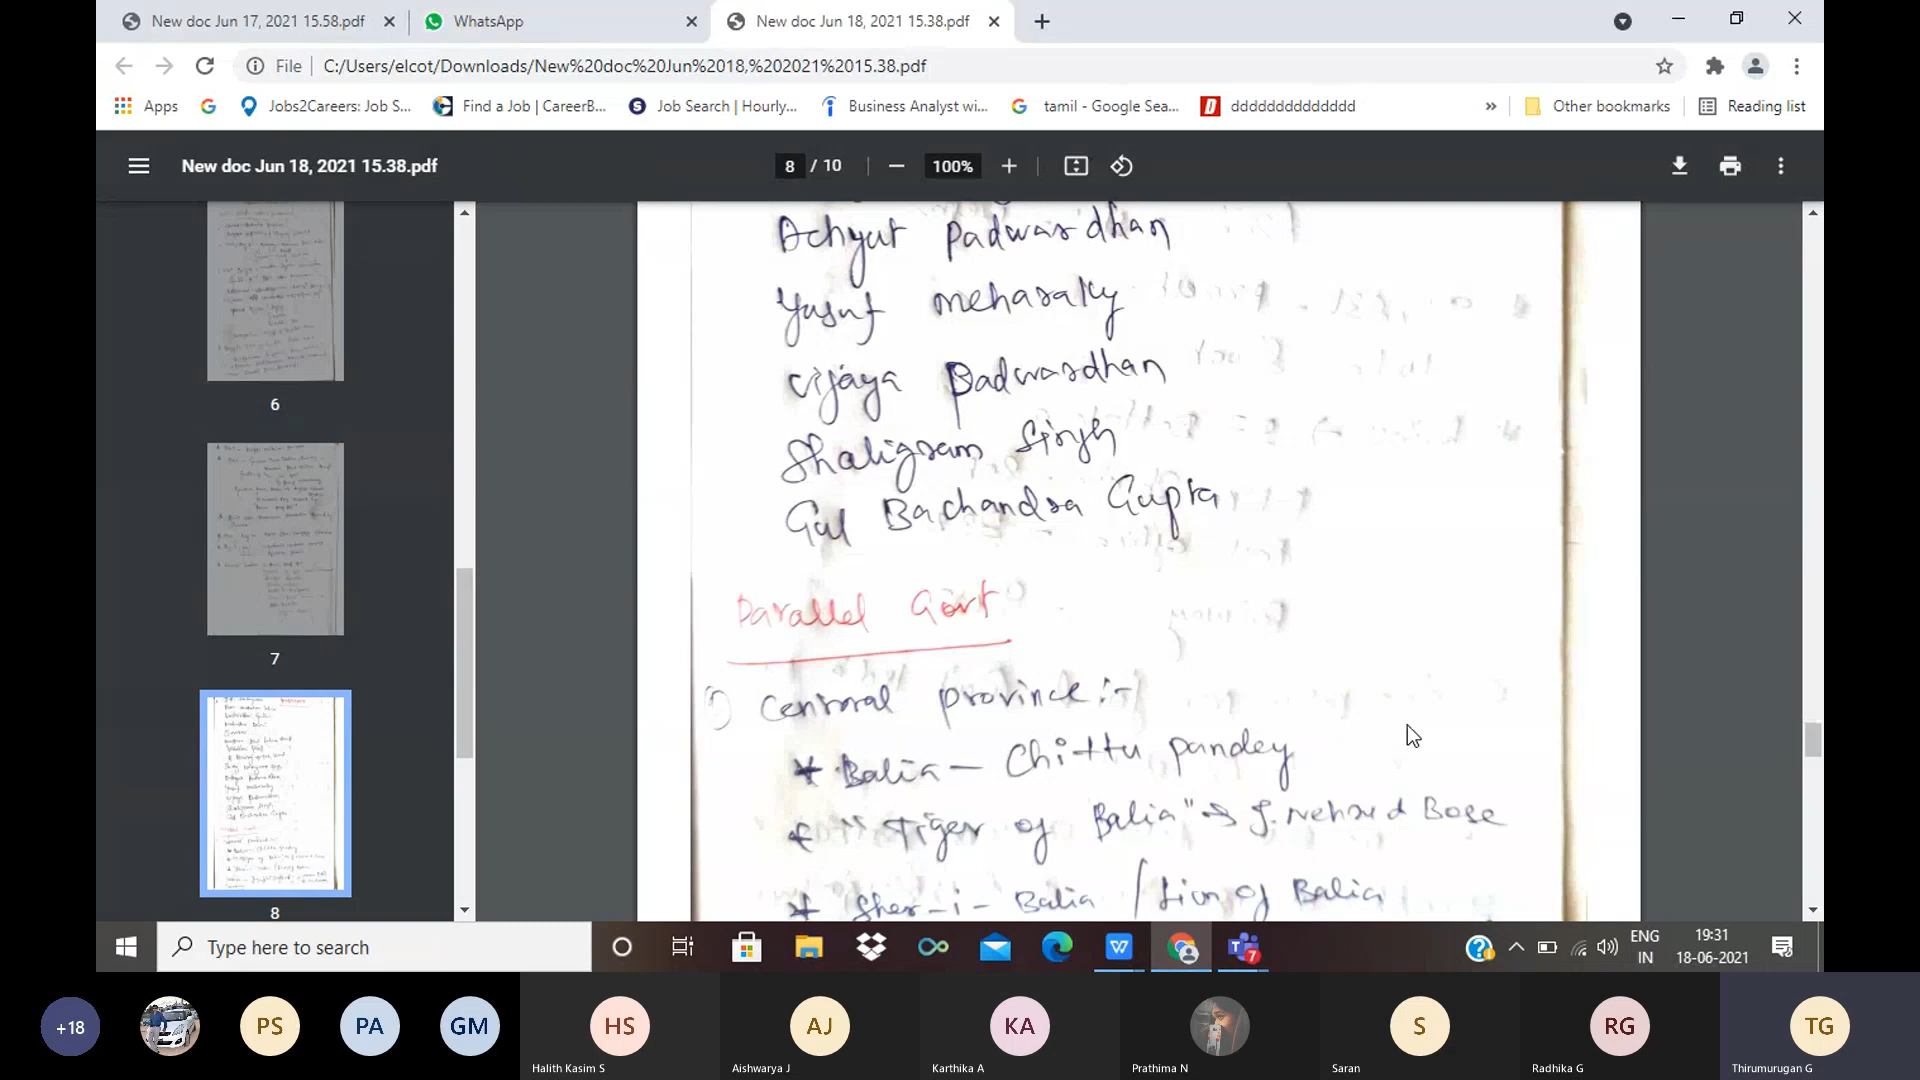 New doc Jun 17, 2021 15.58.pdf
WhatsApp
New doc Jun 18, 2021 15.38.pdf
File
C:/Users/elcot/Downloads/New%20doc%20Jun%2018,%202021%2015.38.pdf
Apps
Jobs2Careers: Job S...
Find a Job | CareerB...
Job Search | Hourly,...
Business Analyst wi...
tamil - Google Sea...
dddddddddddddd
»
Other bookmarks
Reading list
New doc Jun 18, 2021 15.38.pdf
8 / 10
100%
6
7
8
Achyut Padwardhan
Yusuf meharaly
Vijaya Padwardhan
Shaligram Singh
Gul Bachandra Gupta
Parallel Govt
Central province:-
* Balia - Chittu pandey
"Tiger of Balia" → J. Nehru & Bose
* Sher-i-Balia / Lion of Balia
Type here to search
7
ENG
IN
19:31
18-06-2021
+18
PS
PA
GM
HS
AJ
KA
S
RG
TG
Halith Kasim S
Aishwarya J
Karthika A
Prathima N
Saran
Radhika G
Thirumurugan G